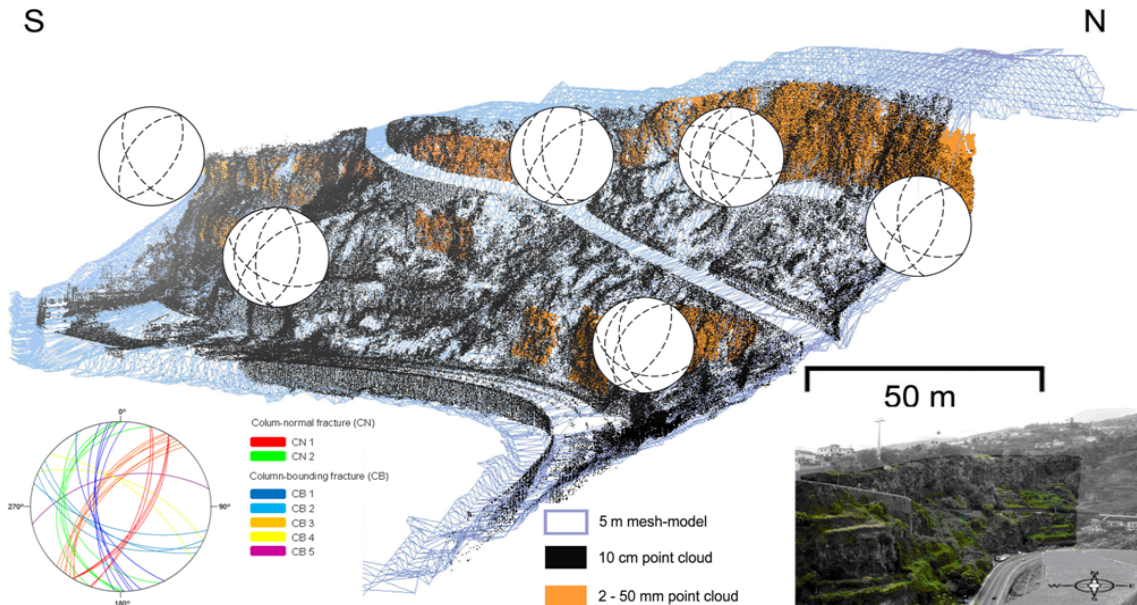 S
N
50 m
0°
270°
90°
180°
Colum-normal fracture (CN)
CN 1
CN 2
Column-bounding fracture (CB)
CB 1
CB 2
CB 3
CB 4
CB 5
5 m mesh-model
10 cm point cloud
2 - 50 mm point cloud
W
E